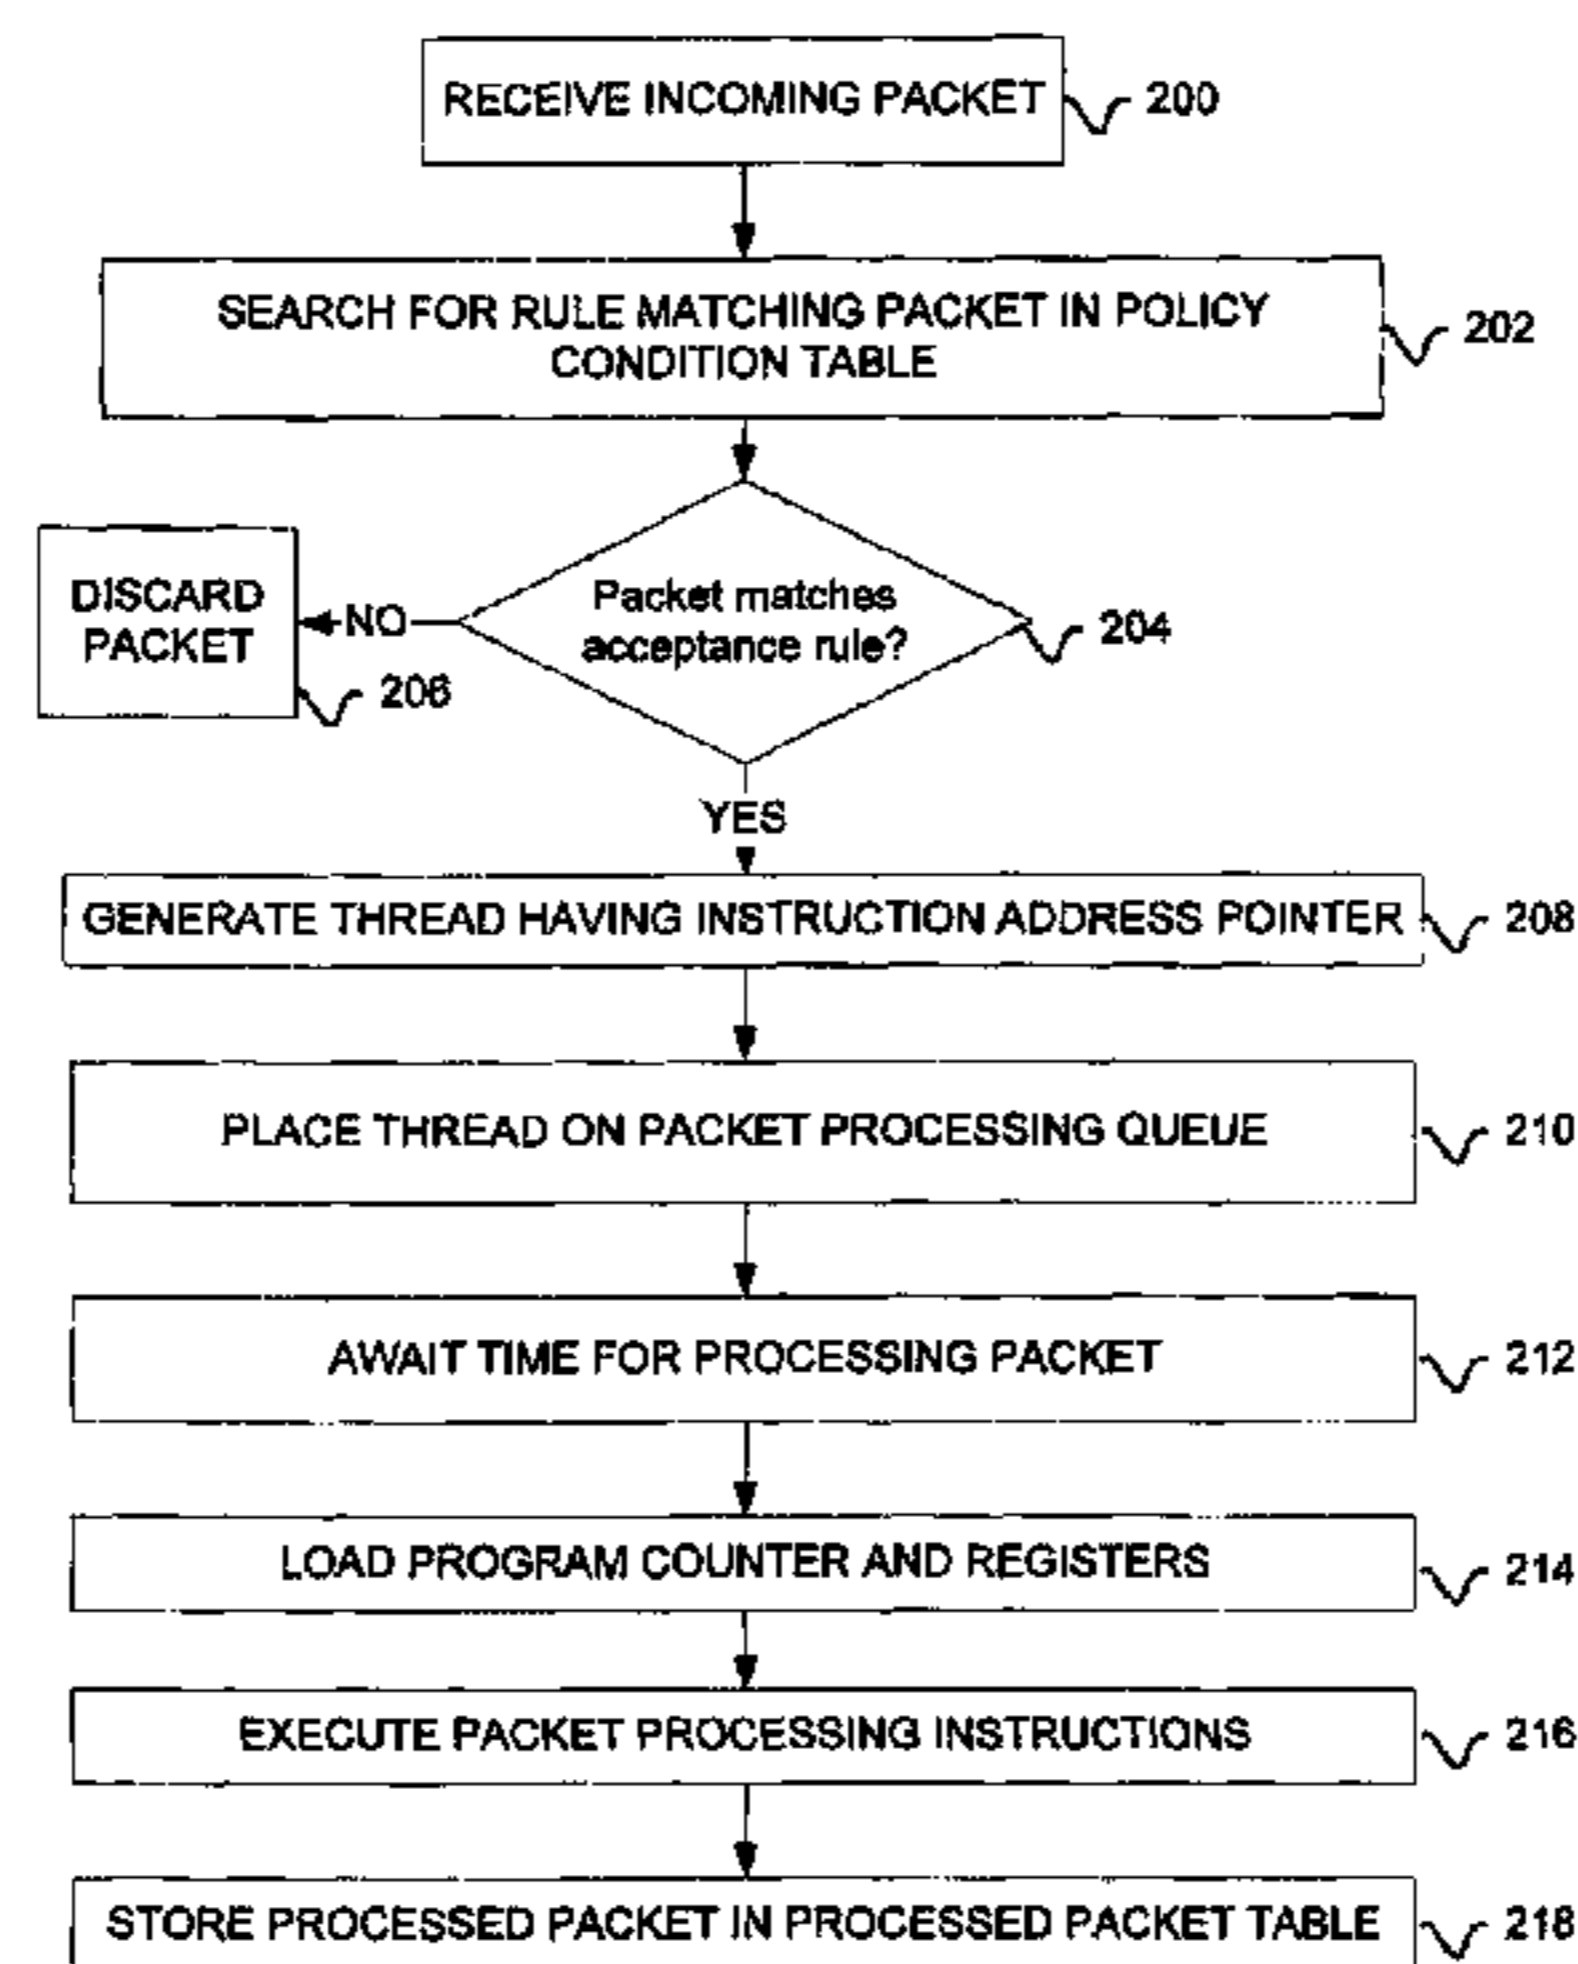 RECEIVE INCOMING PACKET
200
SEARCH FOR RULE MATCHING PACKET IN POLICY
CONDITION TABLE
202
Packet matches
acceptance rule?
204
NO
DISCARD
PACKET
206
YES
GENERATE THREAD HAVING INSTRUCTION ADDRESS POINTER
208
PLACE THREAD ON PACKET PROCESSING QUEUE
210
AWAIT TIME FOR PROCESSING PACKET
212
LOAD PROGRAM COUNTER AND REGISTERS
214
EXECUTE PACKET PROCESSING INSTRUCTIONS
216
STORE PROCESSED PACKET IN PROCESSED PACKET TABLE
218